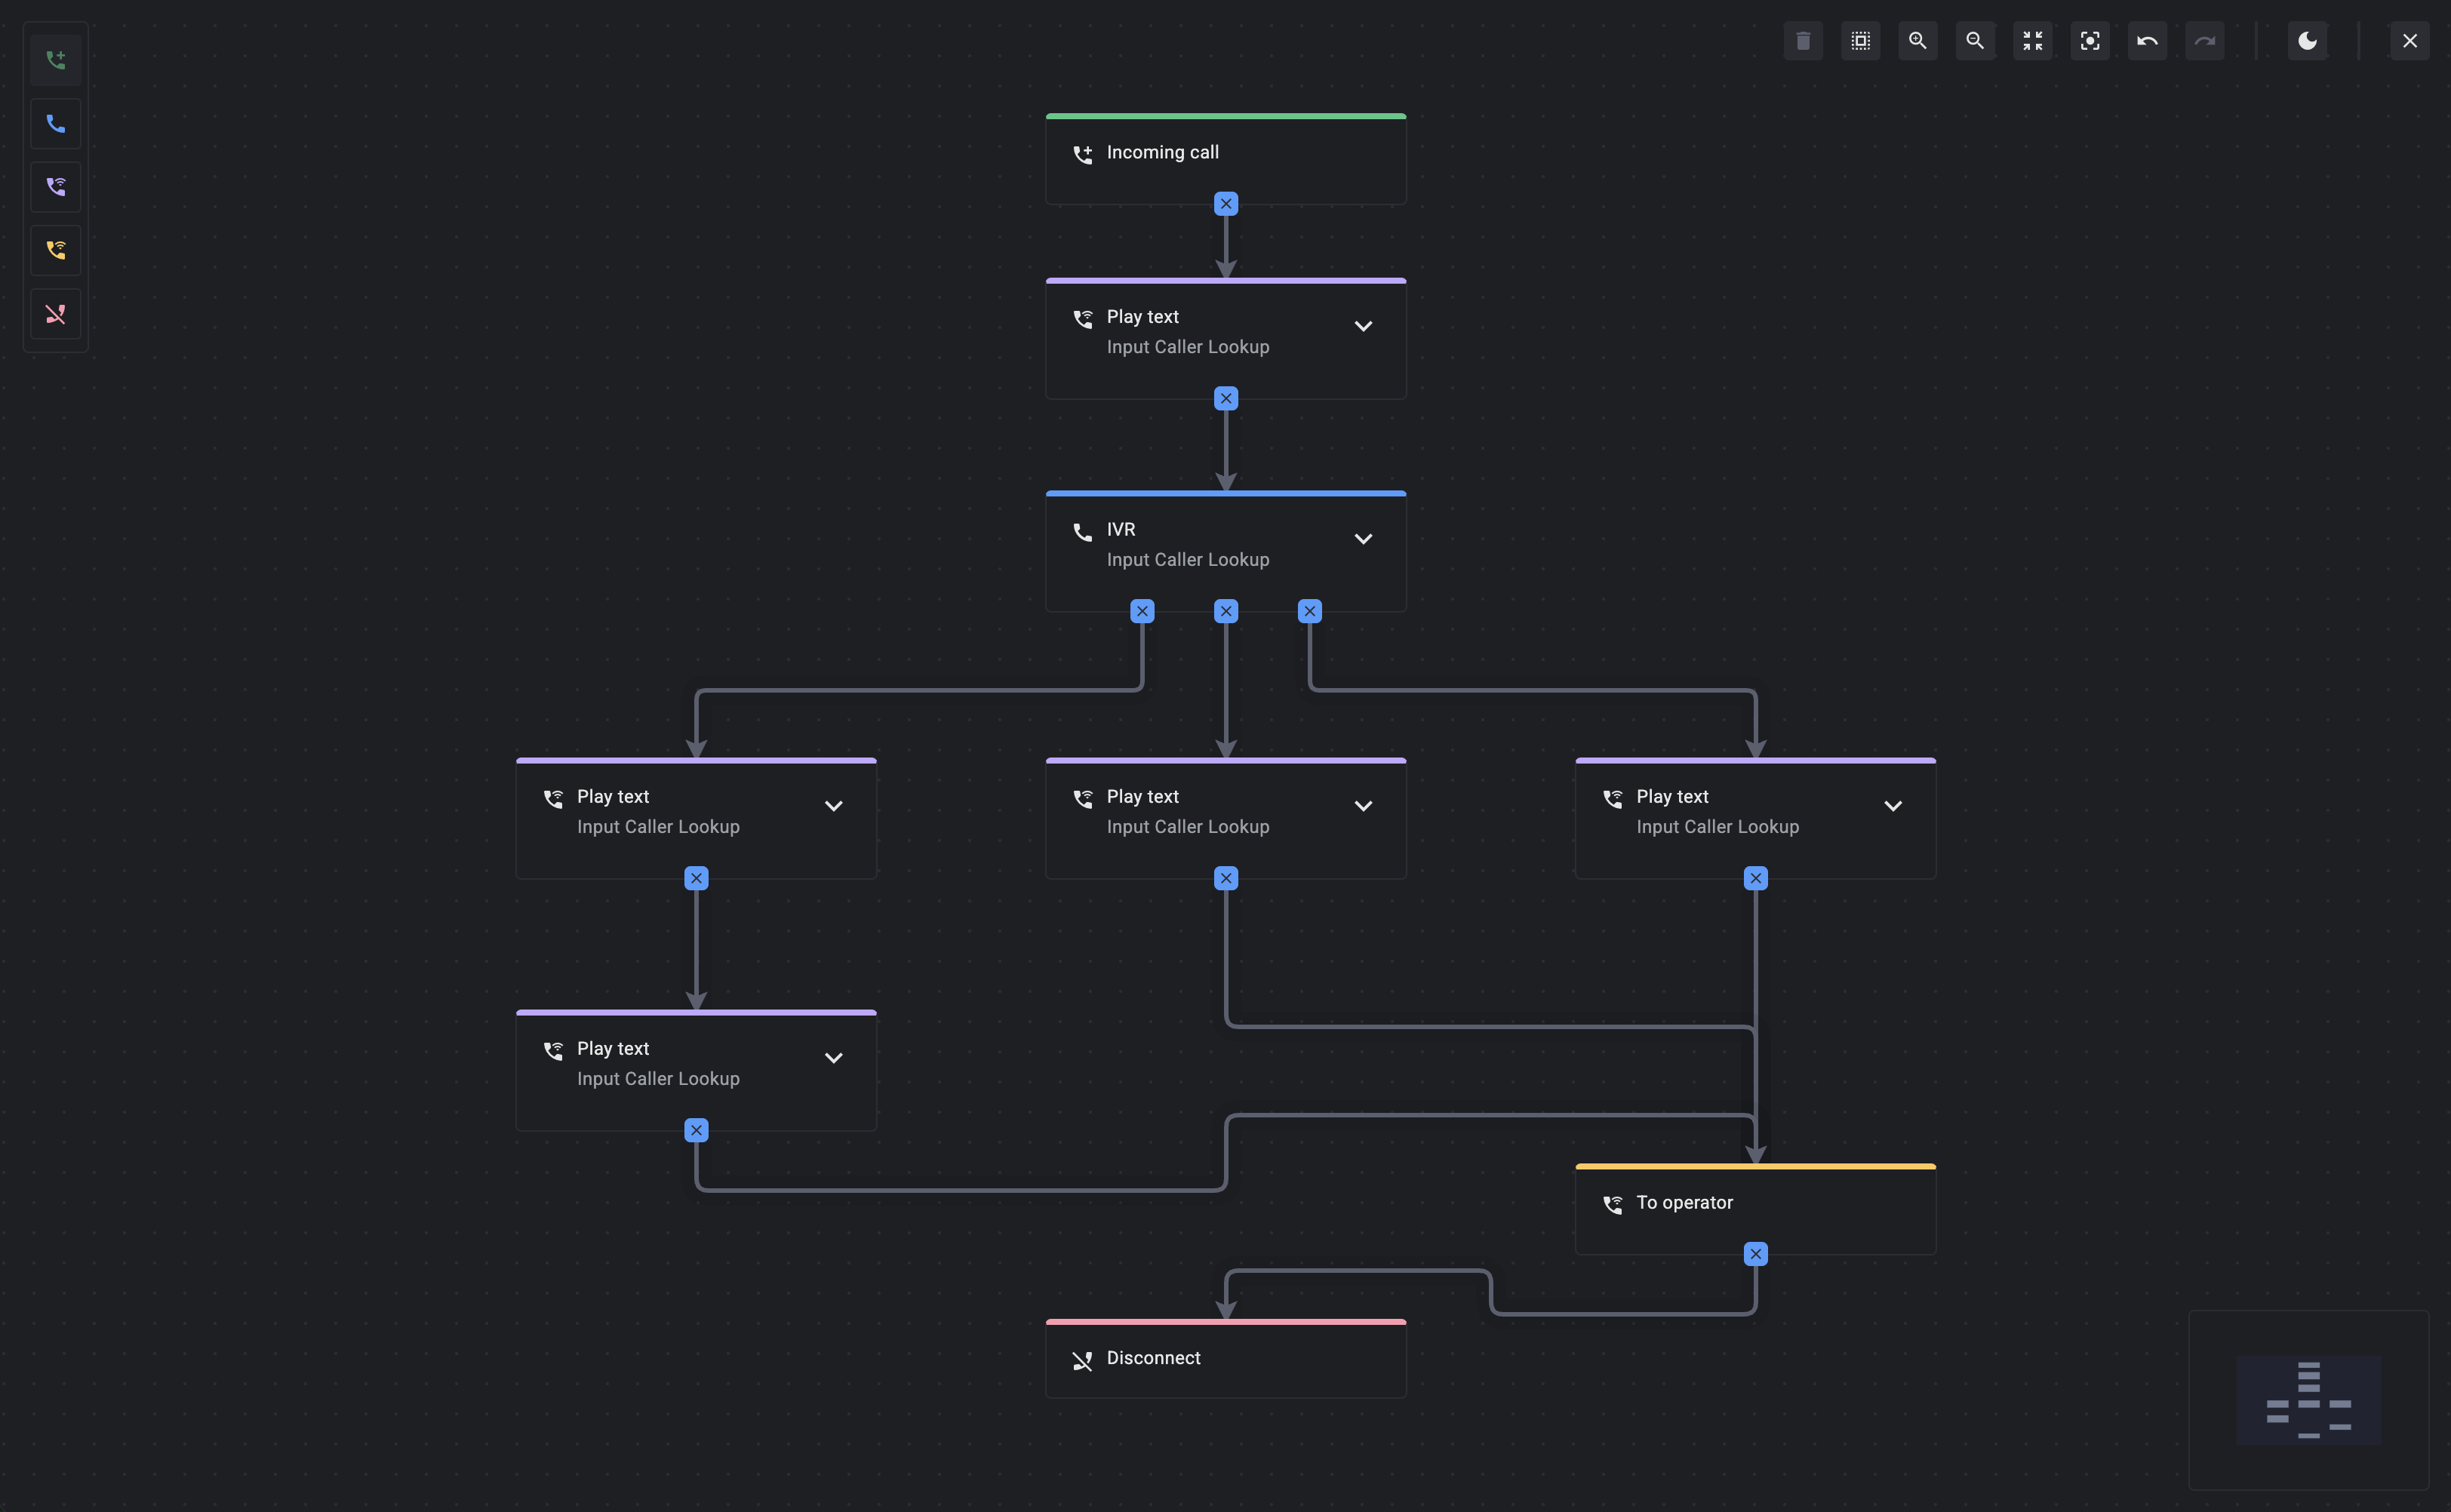 Incoming call
Play text
Input Caller Lookup
IVR
Input Caller Lookup
Play text
Input Caller Lookup
Play text
Input Caller Lookup
Play text
Input Caller Lookup
Play text
Input Caller Lookup
To operator
Disconnect